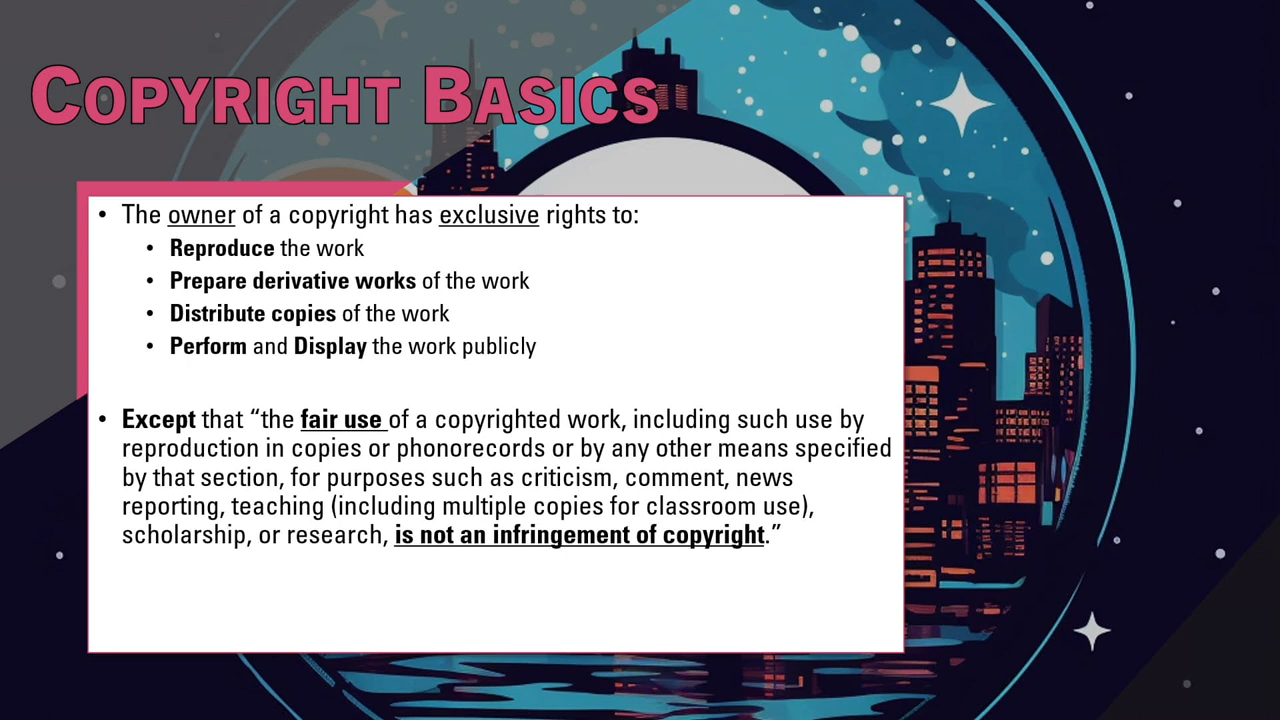 COPYRIGHT BASICS
• The owner of a copyright has exclusive rights to:
• Reproduce the work
• Prepare derivative works of the work
• Distribute copies of the work
• Perform and Display the work publicly
• Except that “the fair use of a copyrighted work, including such use by
reproduction in copies or phonorecords or by any other means specified
by that section, for purposes such as criticism, comment, news
reporting, teaching (including multiple copies for classroom use),
scholarship, or research, is not an infringement of copyright.”